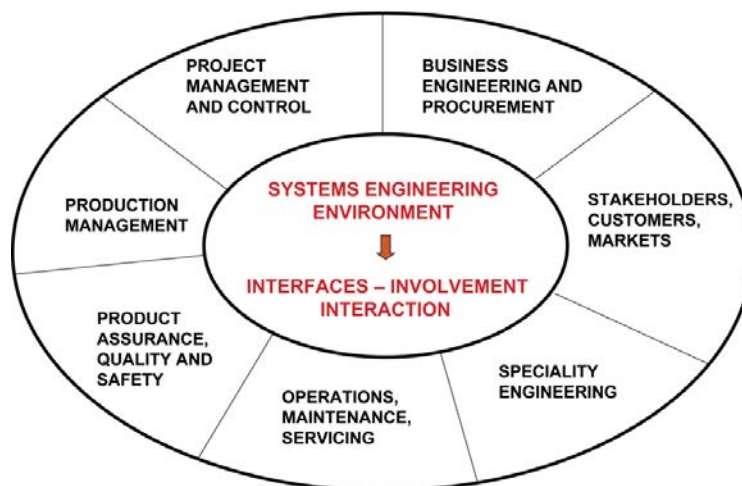 PROJECT
MANAGEMENT
AND CONTROL
BUSINESS
ENGINEERING AND
PROCUREMENT
PRODUCTION
MANAGEMENT
SYSTEMS ENGINEERING
ENVIRONMENT
INTERFACES – INVOLVEMENT
INTERACTION
STAKEHOLDERS,
CUSTOMERS,
MARKETS
PRODUCT
ASSURANCE,
QUALITY AND
SAFETY
OPERATIONS,
MAINTENANCE,
SERVICING
SPECIALITY
ENGINEERING